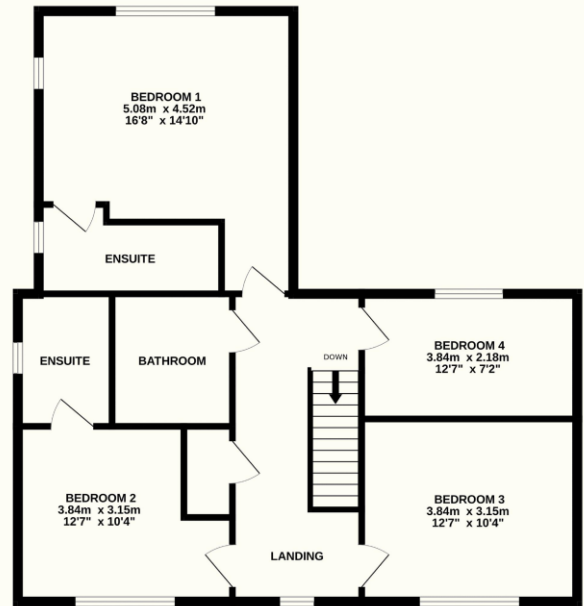 BEDROOM 1
5.08m x 4.52m
16'8" x 14'10"
ENSUITE
ENSUITE
BATHROOM
DOWN
BEDROOM 4
3.84m x 2.18m
12'7" x 7'2"
BEDROOM 2
3.84m x 3.15m
12'7" x 10'4"
BEDROOM 3
3.84m x 3.15m
12'7" x 10'4"
LANDING